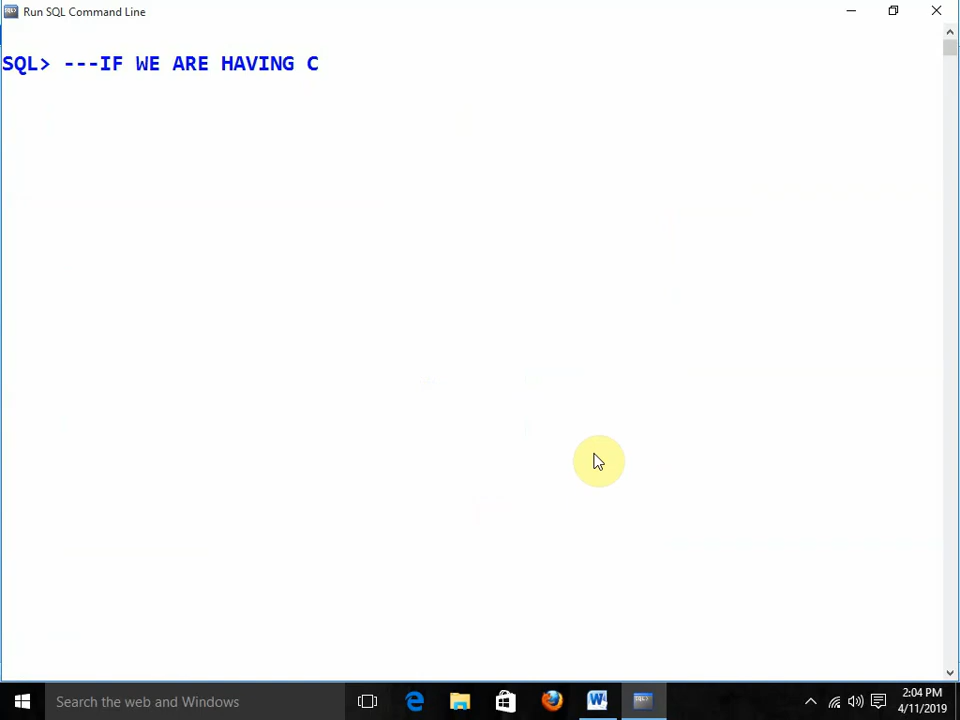 Run SQL Command Line
SQL> ---IF WE ARE HAVING C
Search the web and Windows
2:04 PM
4/11/2019